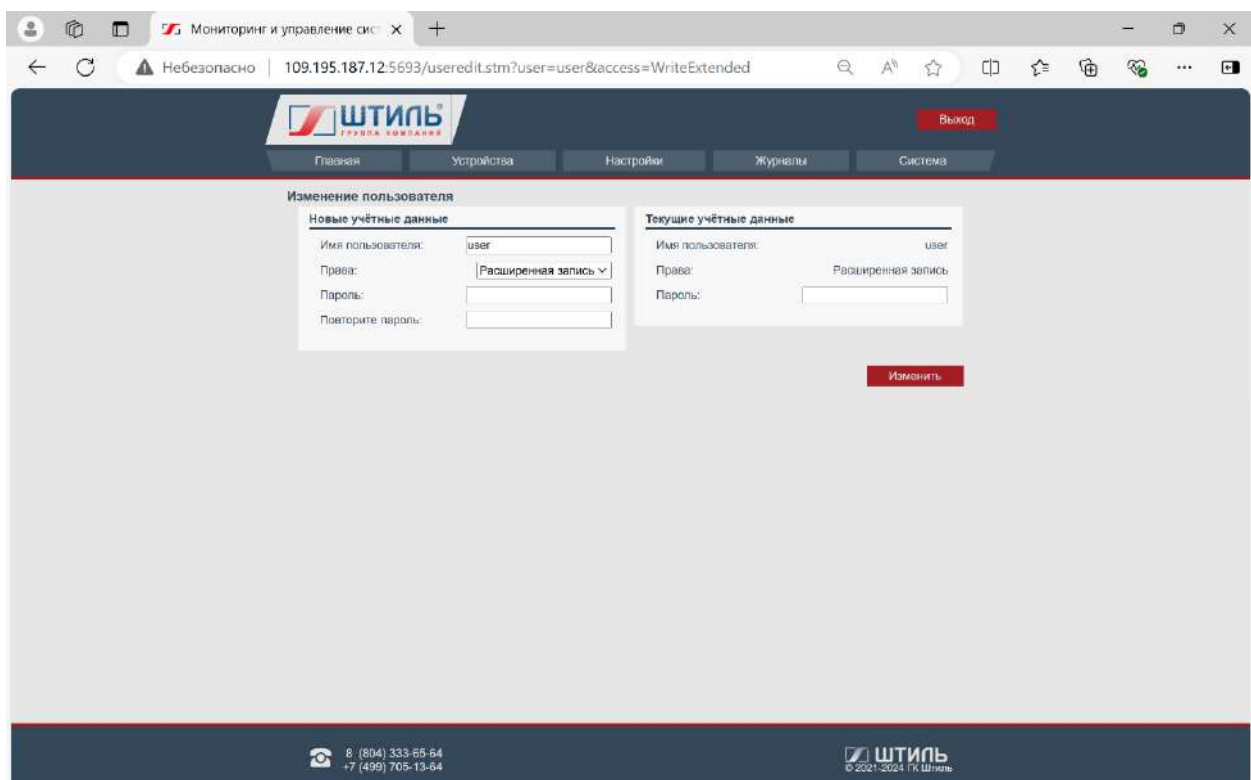 Мониторинг и управление сис
Небезопасно 109.195.187.12:5693/useredit.stm?user=user&access=WriteExtended
ШТИЛЬ
ГРУППА КОМПАНИЙ
Выход
Главная Устройства Настройки Журналы Система
Изменение пользователя
Новые учётные данные Текущие учётные данные
Имя пользователя: user Имя пользователя: user
Права: Расширенная запись Права: Расширенная запись
Пароль: Пароль:
Повторите пароль:
Изменить
8 (804) 333-65-64
+7 (499) 705-13-64
ШТИЛЬ
© 2021-2024 ГК Штиль